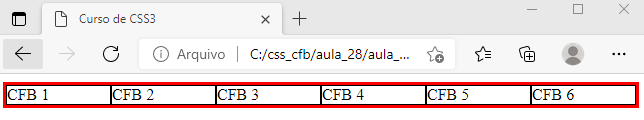 Curso de CSS3
Arquivo C:/css_cfb/aula_28/aula_...
CFB 1 CFB 2 CFB 3 CFB 4 CFB 5 CFB 6